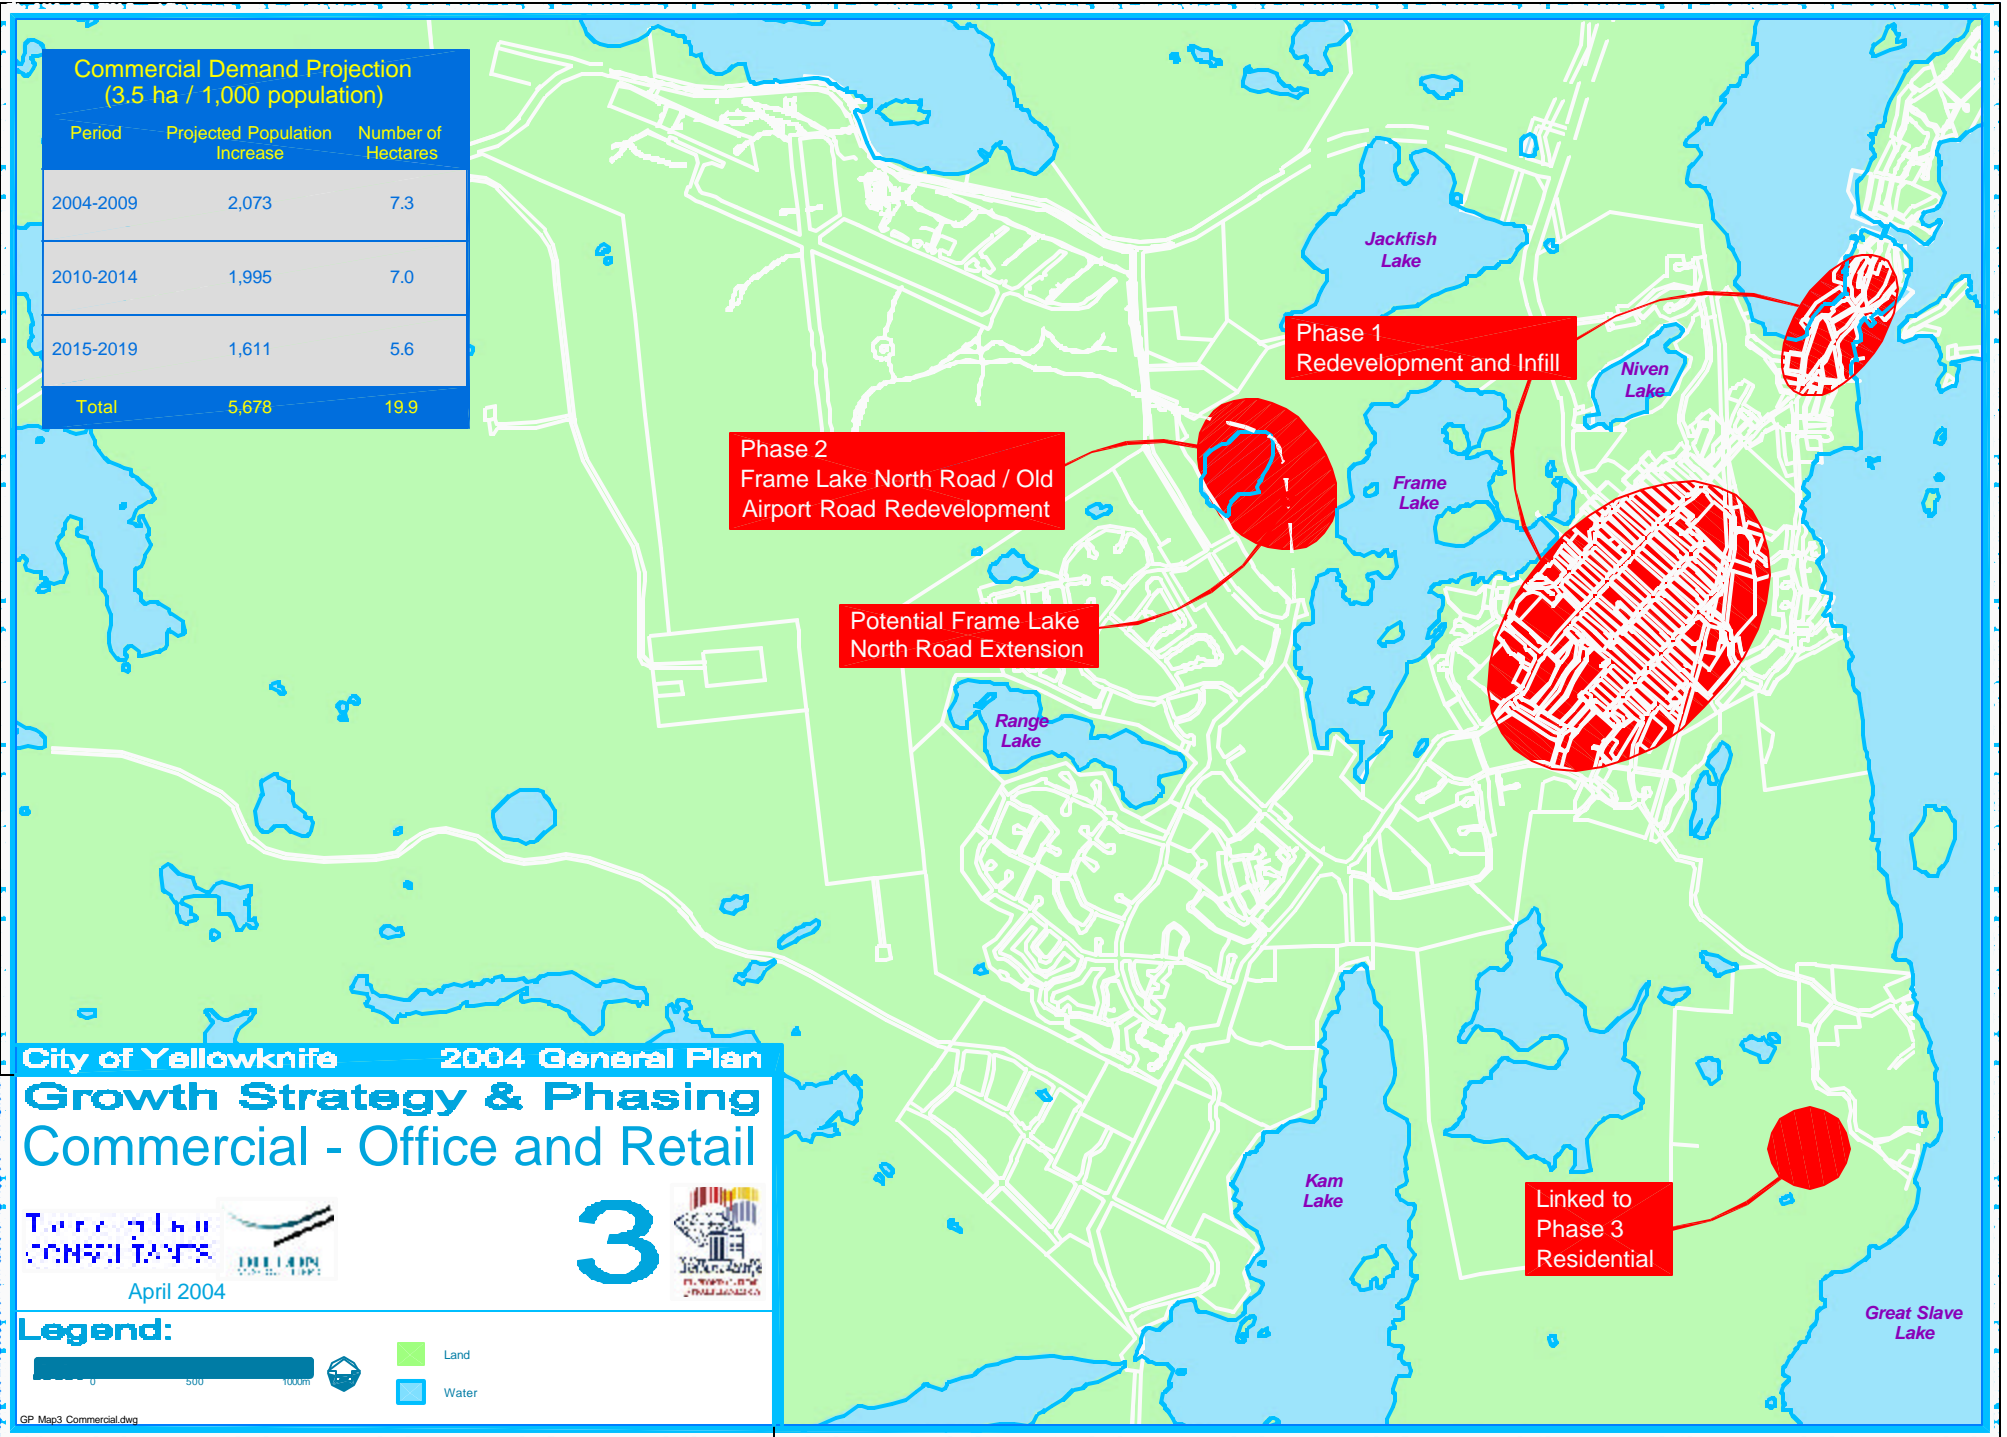 Commercial Demand Projection
(3.5 ha / 1,000 population)
Period Projected Population Increase Number of Hectares
2004-2009 2,073 7.3
2010-2014 1,995 7.0
2015-2019 1,611 5.6
Total 5,678 19.9
Jackfish
Lake
Phase 1
Redevelopment and Infill
Niven
Lake
Phase 2
Frame Lake North Road / Old
Airport Road Redevelopment
Frame
Lake
Potential Frame Lake
North Road Extension
Range
Lake
Kam
Lake
Linked to
Phase 3
Residential
Great Slave
Lake
City of Yellowknife 2004 General Plan
Growth Strategy & Phasing
Commercial - Office and Retail
CONSULTANTS
DILLON
3
April 2004
Legend:
0 500 1000m
Land
Water
GP Map3 Commercial.dwg